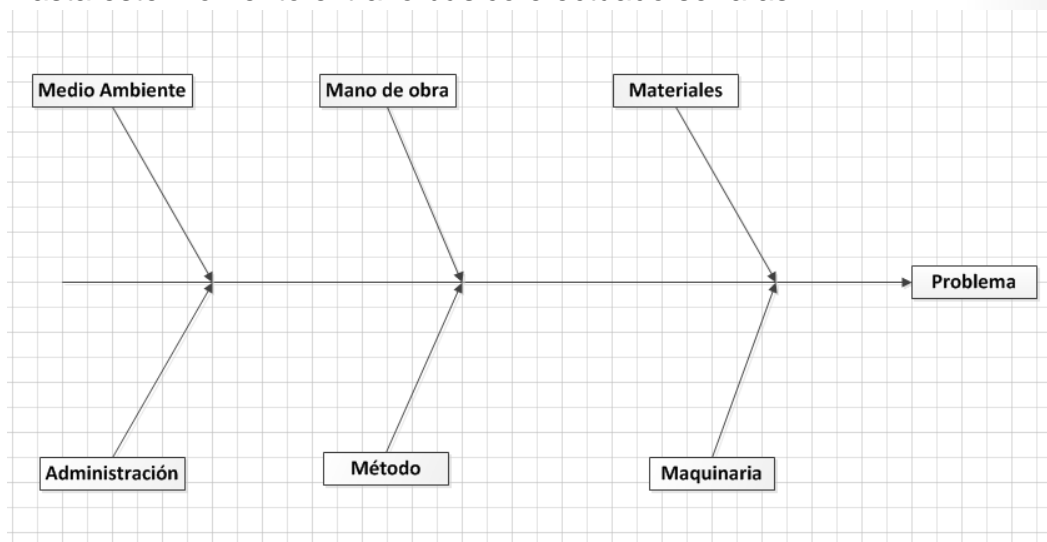 Medio Ambiente
Mano de obra
Materiales
Problema
Administración
Método
Maquinaria